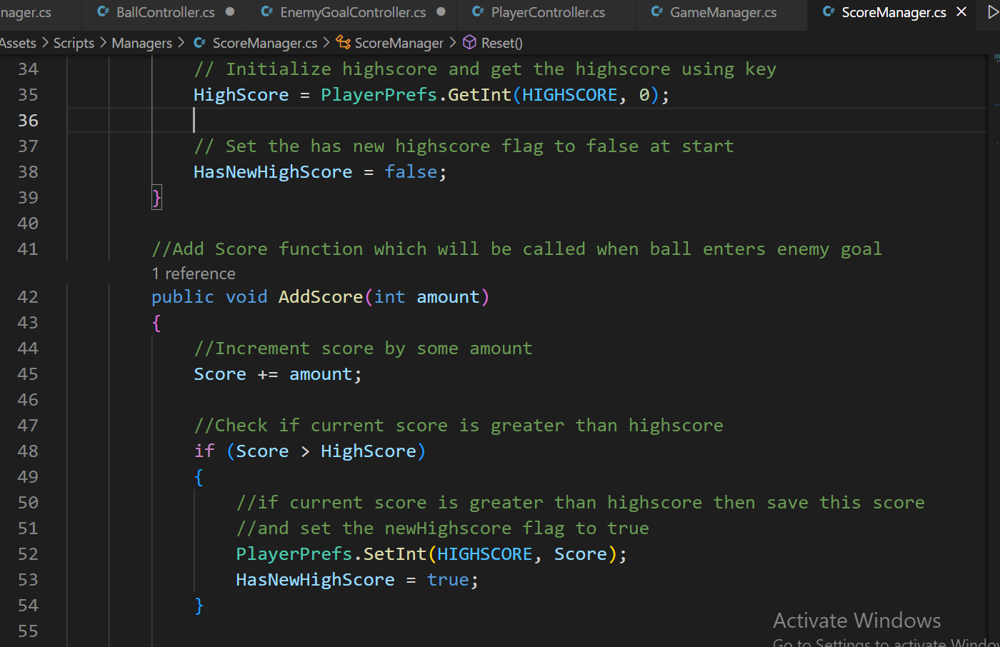 nager.cs C# BallController.cs C# EnemyGoalController.cs C# PlayerController.cs C# GameManager.cs C# ScoreManager.cs
Assets > Scripts > Managers > C# ScoreManager.cs > ScoreManager > Reset()
34 // Initialize highscore and get the highscore using key
35 HighScore = PlayerPrefs.GetInt(HIGHSCORE, 0);
36
37 // Set the has new highscore flag to false at start
38 HasNewHighScore = false;
39 }
40
41 //Add Score function which will be called when ball enters enemy goal
1 reference
42 public void AddScore(int amount)
43 {
44 //Increment score by some amount
45 Score += amount;
46
47 //Check if current score is greater than highscore
48 if (Score > HighScore)
49 {
50 //if current score is greater than highscore then save this score
51 //and set the newHighscore flag to true
52 PlayerPrefs.SetInt(HIGHSCORE, Score);
53 HasNewHighScore = true;
54 }
55
Activate Windows
Go to Settings to activate Windo